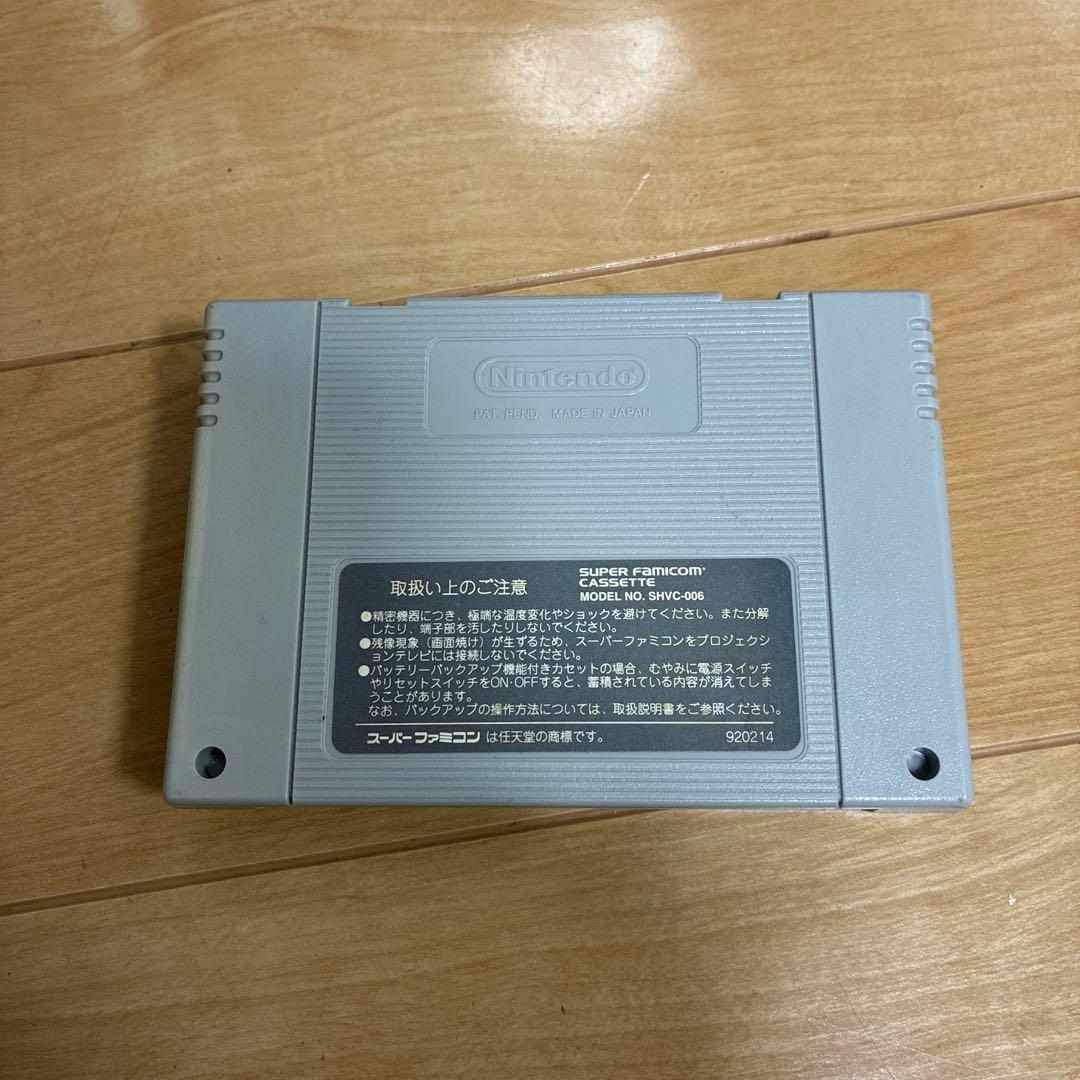 Nintendo
PAT. PEND. MADE IN JAPAN
取扱い上のご注意
SUPER FAMICOM
CASSETTE
MODEL NO. SHVC-006
●精密機器につき、極端な温度変化やショックを避けてください。また分解
したり、端子部を汚したりしないでください。
●残像現象（画面焼け）が生ずるため、スーパーファミコンをプロジェクシ
ョンテレビには接続しないでください。
●バッテリーバックアップ機能付きカセットの場合、むやみに電源スイッチ
やリセットスイッチをON・OFFすると、蓄積されている内容が消えてしま
うことがあります。
なお、バックアップの操作方法については、取扱説明書をご参照ください。
スーパーファミコン は任天堂の商標です。
920214